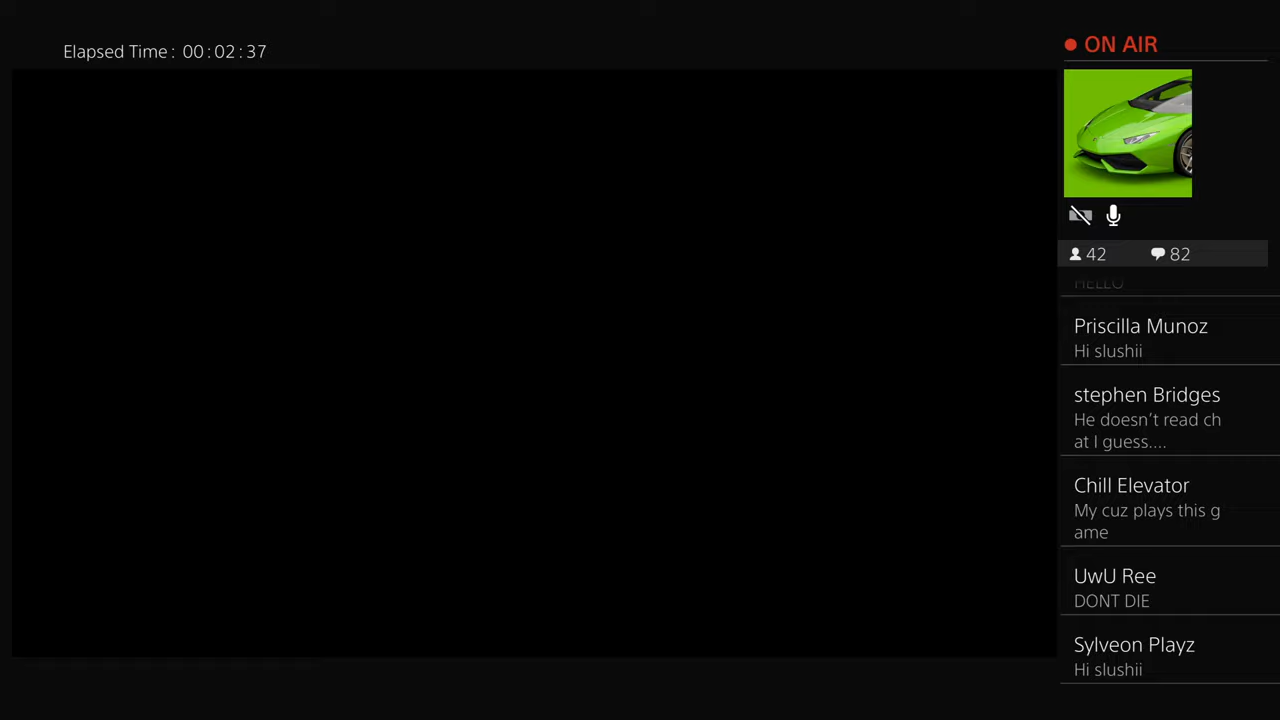 Elapsed Time: 00:02:37
ON AIR
42 82
HELLO
Priscilla Munoz
Hi slushii
stephen Bridges
He doesn't read ch
at I guess....
Chill Elevator
My cuz plays this g
ame
UwU Ree
DONT DIE
Sylveon Playz
Hi slushii